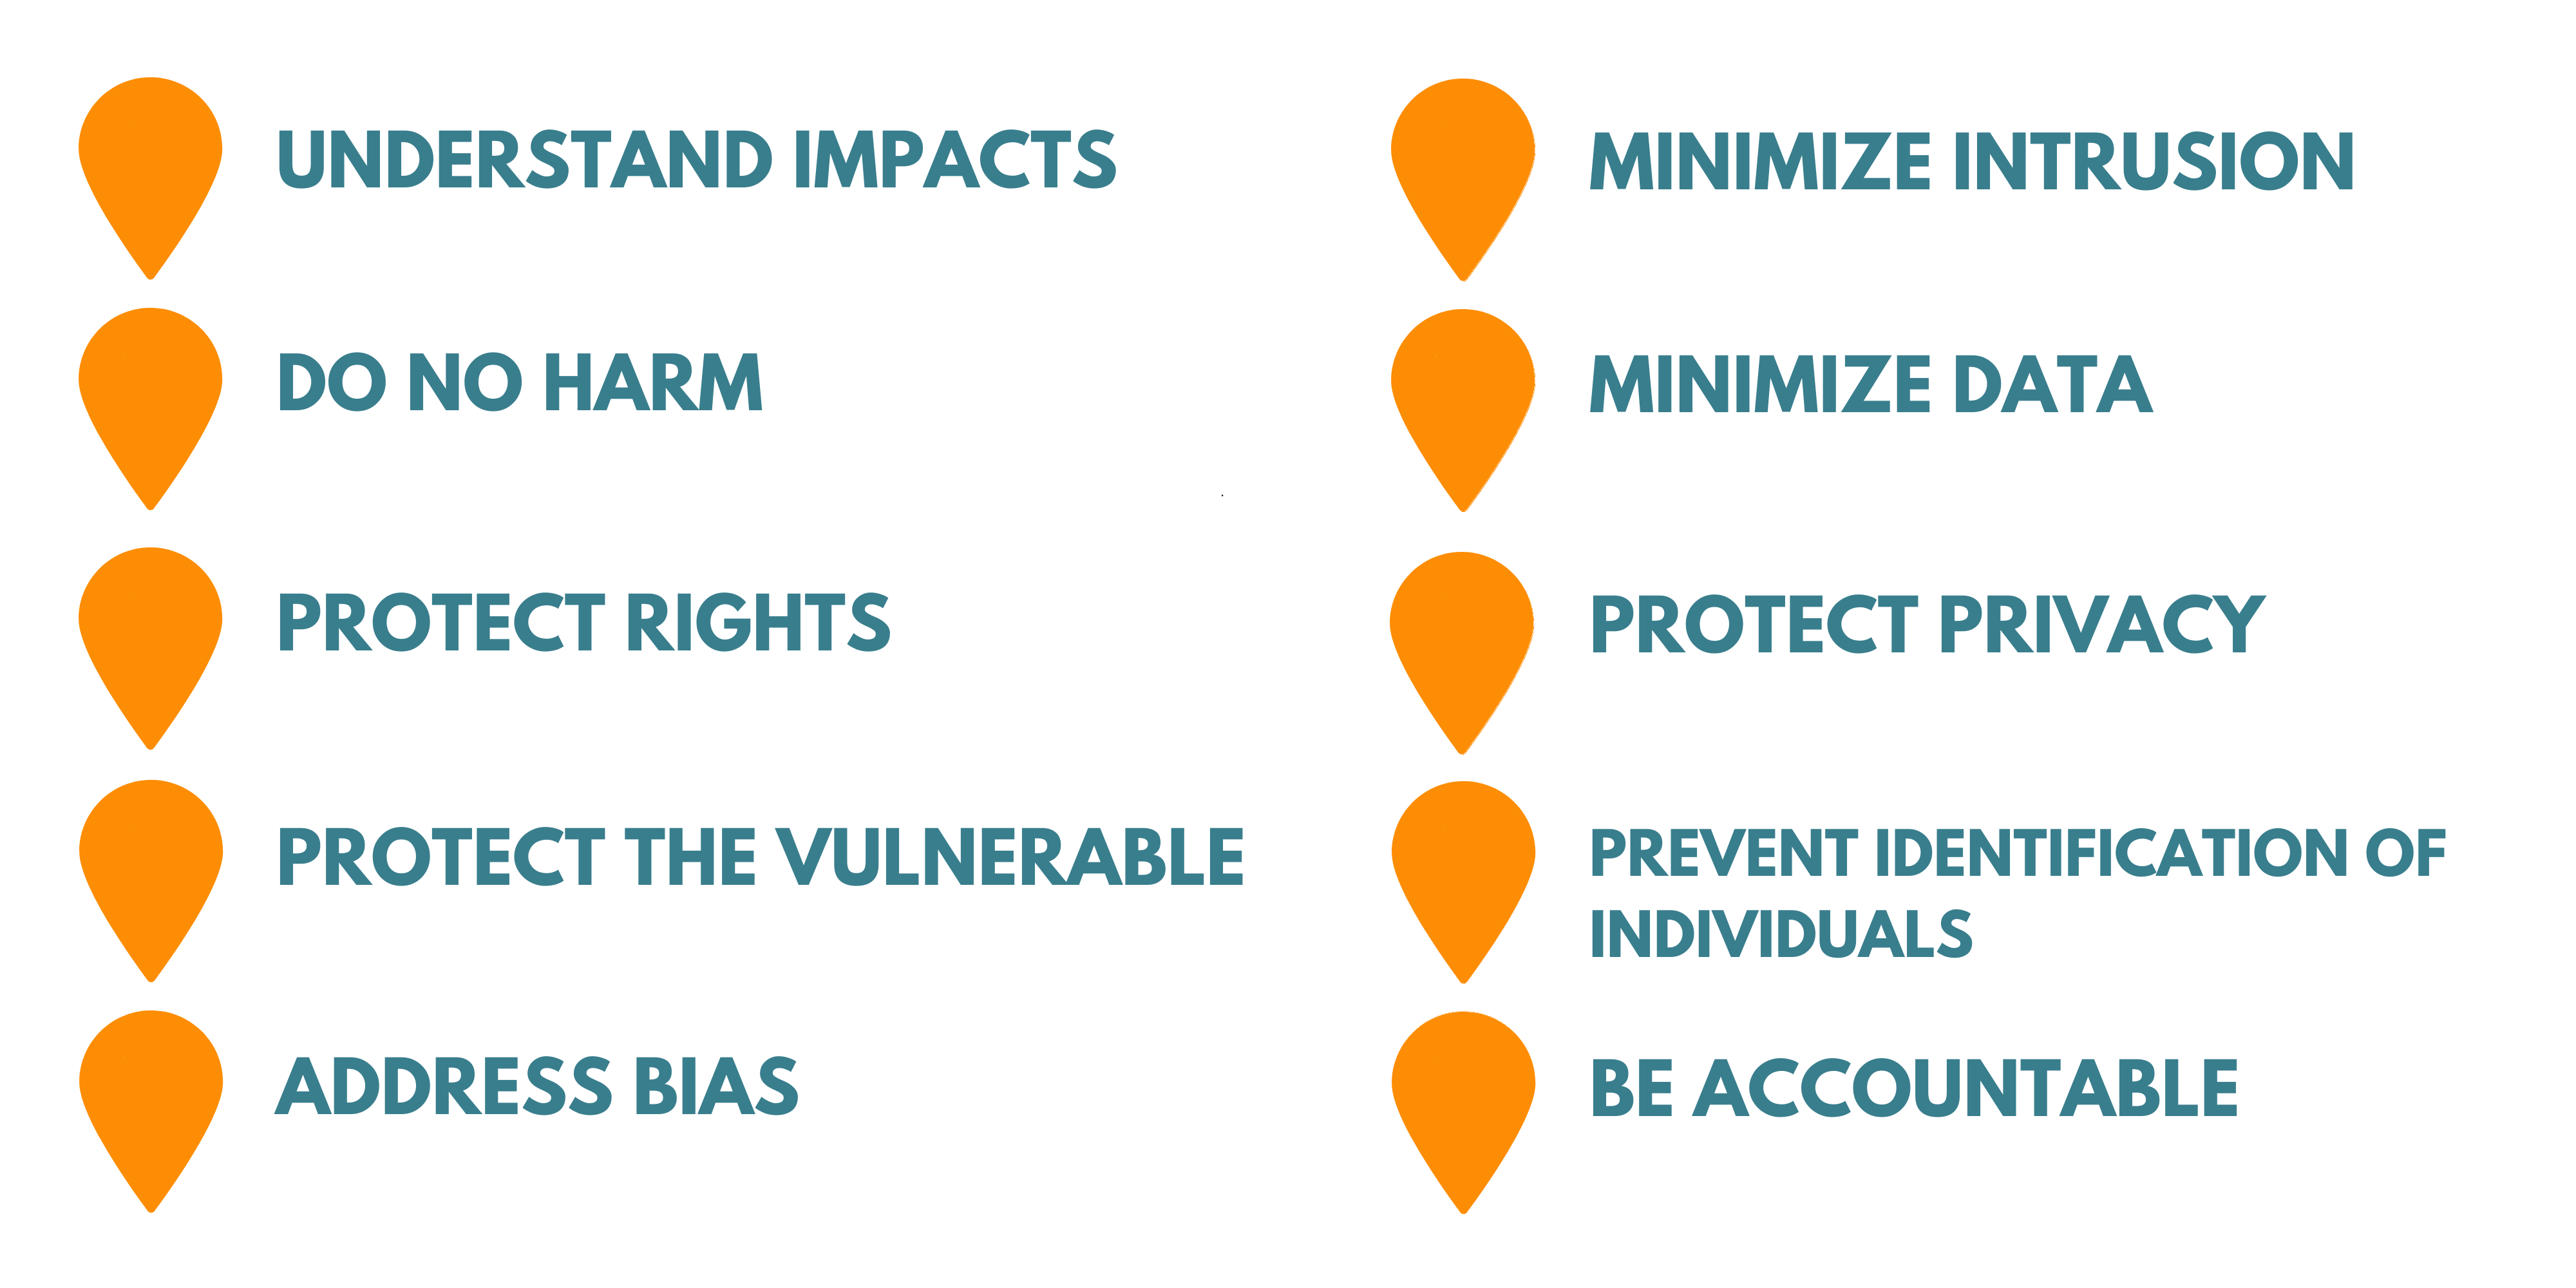 UNDERSTAND IMPACTS
DO NO HARM
PROTECT RIGHTS
PROTECT THE VULNERABLE
ADDRESS BIAS
MINIMIZE INTRUSION
MINIMIZE DATA
PROTECT PRIVACY
PREVENT IDENTIFICATION OF
INDIVIDUALS
BE ACCOUNTABLE